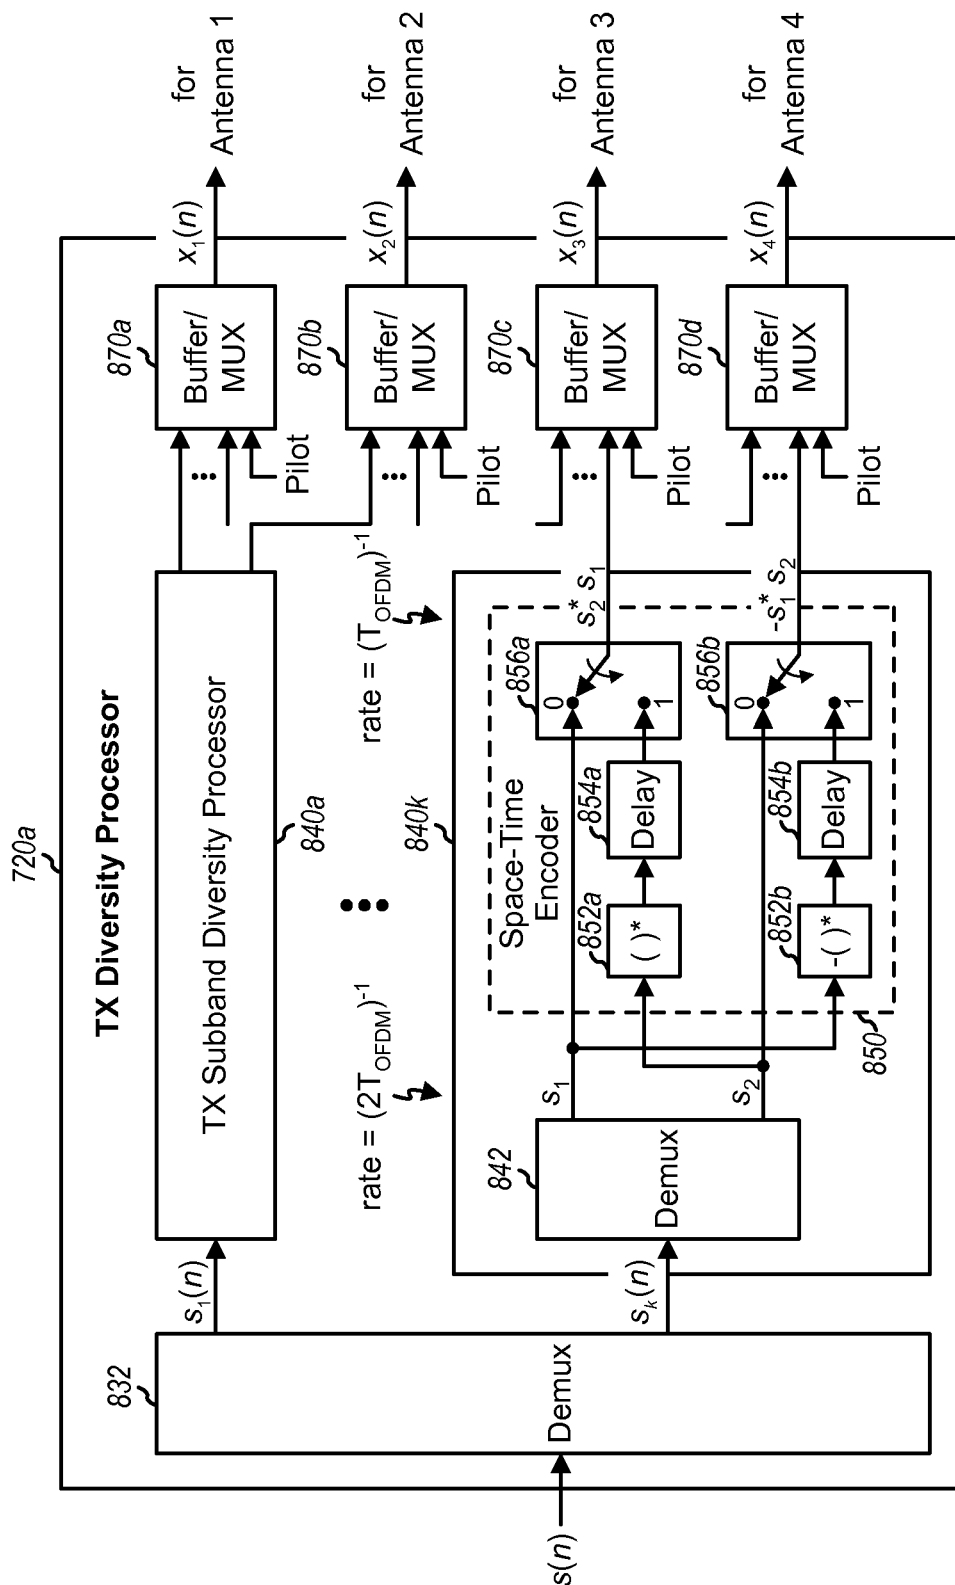 720a
TX Diversity Processor
832
Demux
s(n)
s₁(n)
sₖ(n)
TX Subband Diversity Processor
840a
rate = (2T_OFDM)⁻¹
rate = (T_OFDM)⁻¹
840k
842
Demux
s₁
s₂
Space-Time
Encoder
850
852a
( )*
854a
Delay
856a
0
1
s₂* s₁
852b
-( )*
854b
Delay
856b
0
1
-s₁* s₂
870a
Buffer/
MUX
Pilot
x₁(n)
for
Antenna 1
870b
Buffer/
MUX
Pilot
x₂(n)
for
Antenna 2
870c
Buffer/
MUX
Pilot
x₃(n)
for
Antenna 3
870d
Buffer/
MUX
Pilot
x₄(n)
for
Antenna 4